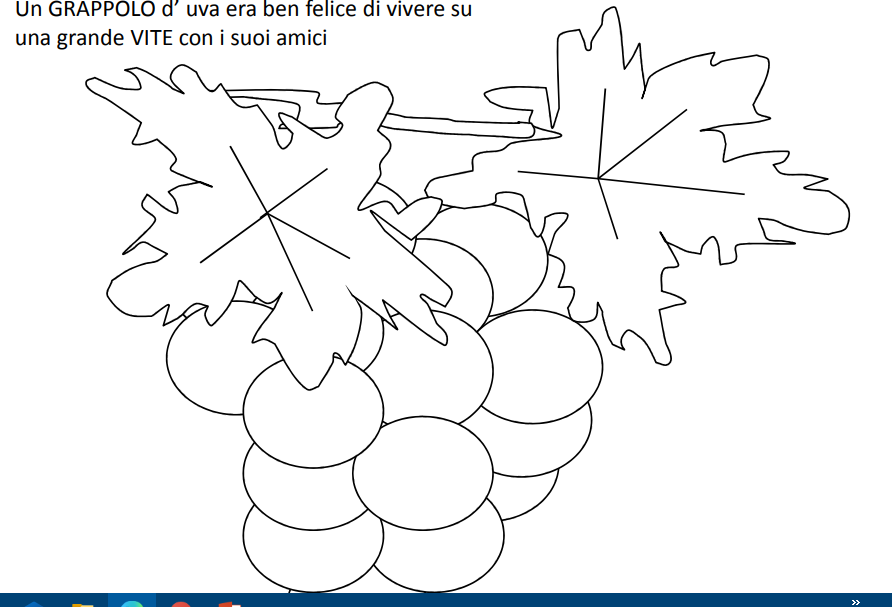 Un GRAPPOLO d’ uva era ben felice di vivere su
una grande VITE con i suoi amici